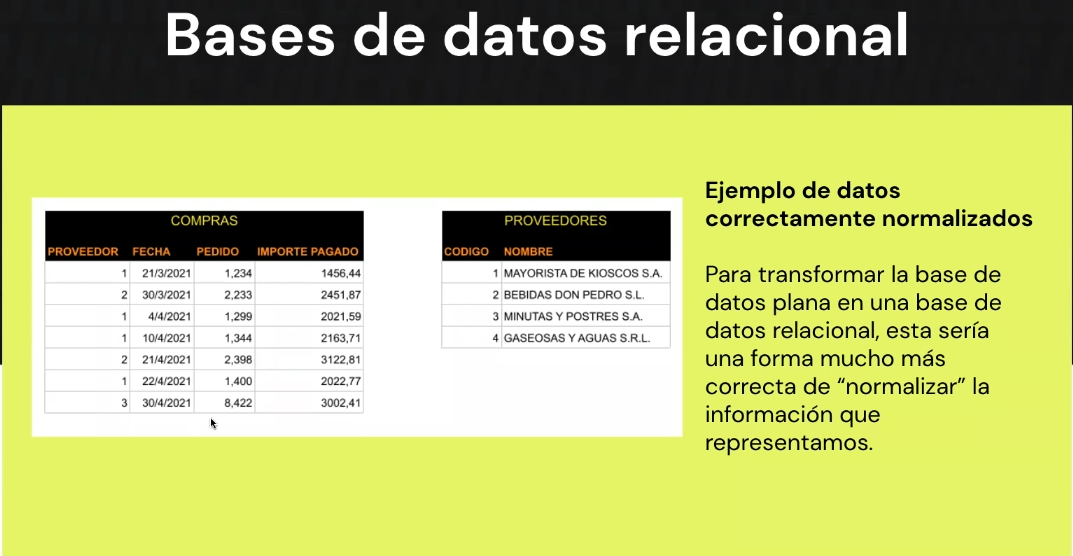 Bases de datos relacional
COMPRAS
PROVEEDOR FECHA PEDIDO IMPORTE PAGADO
1 21/3/2021 1,234 1456,44
2 30/3/2021 2,233 2451,87
1 4/4/2021 1,299 2021,59
1 10/4/2021 1,344 2163,71
2 21/4/2021 2,398 3122,81
1 22/4/2021 1,400 2022,77
3 30/4/2021 8,422 3002,41
PROVEEDORES
CODIGO NOMBRE
1 MAYORISTA DE KIOSCOS S.A.
2 BEBIDAS DON PEDRO S.L.
3 MINUTAS Y POSTRES S.A.
4 GASEOSAS Y AGUAS S.R.L.
Ejemplo de datos
correctamente normalizados
Para transformar la base de
datos plana en una base de
datos relacional, esta sería
una forma mucho más
correcta de “normalizar” la
información que
representamos.